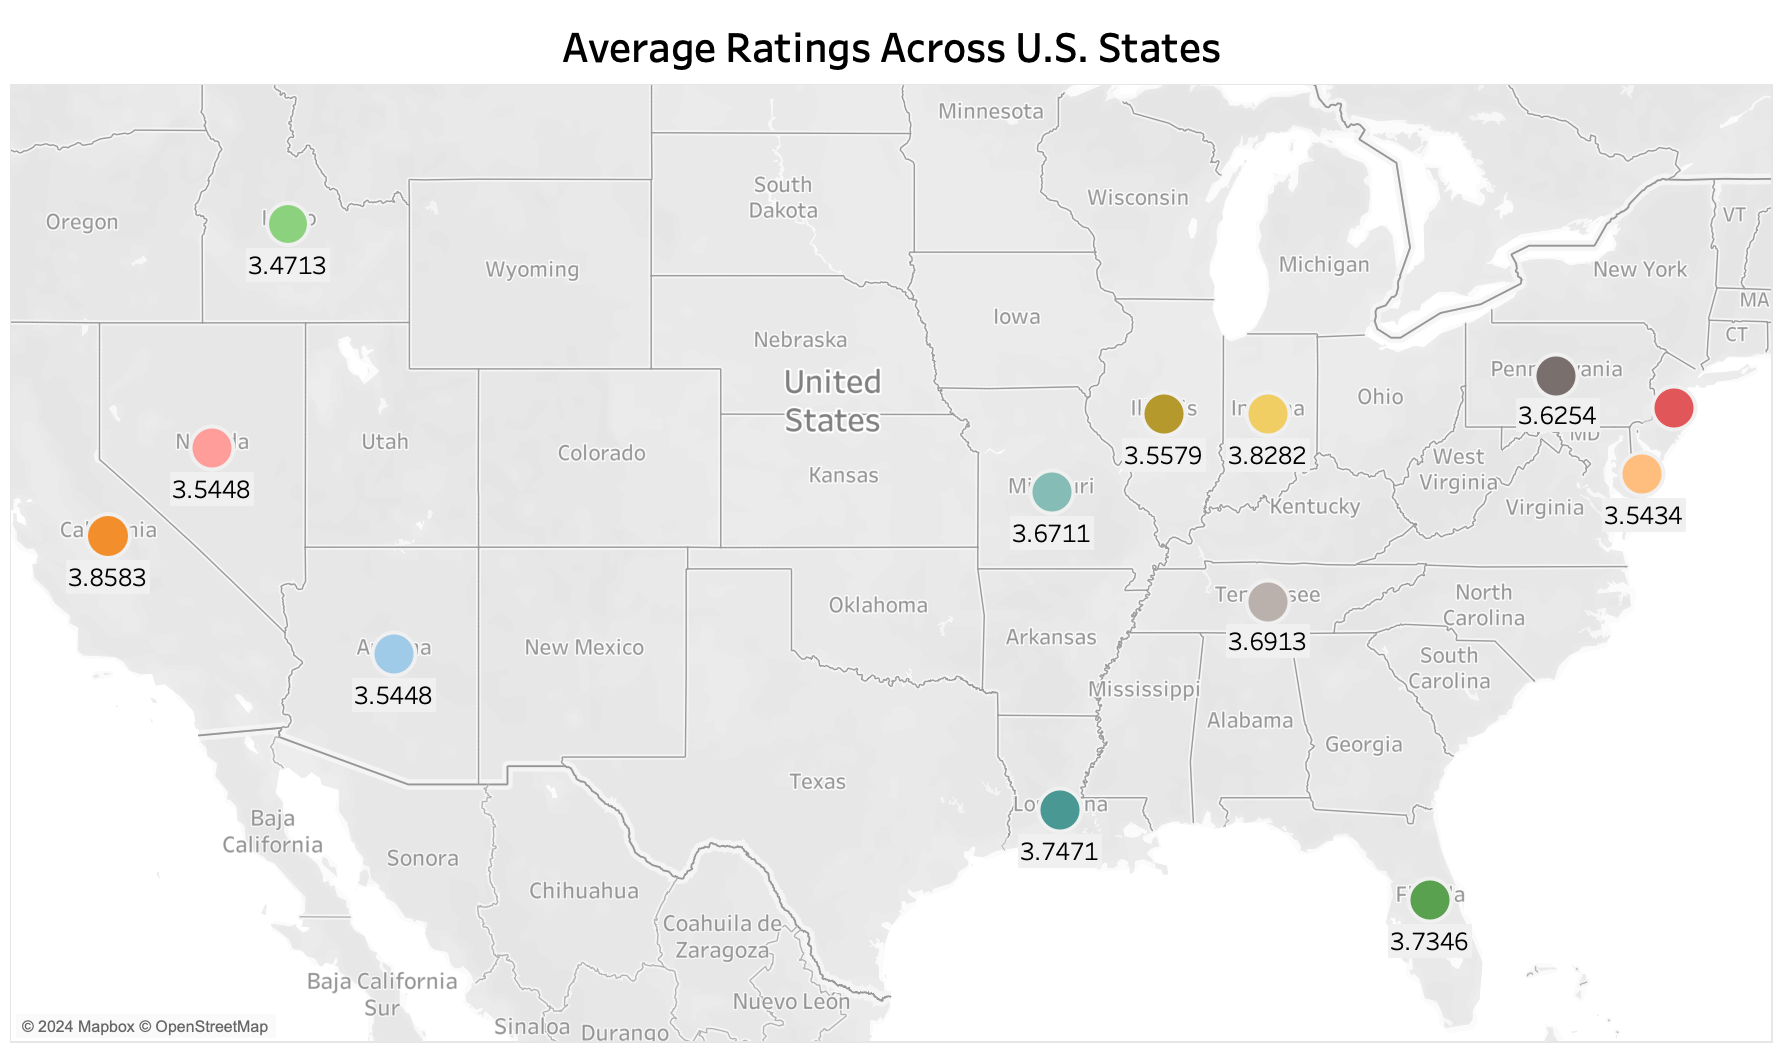 Average Ratings Across U.S. States
Minnesota
South
Dakota
Wisconsin
Oregon
VT
3.4713
Wyoming
Michigan
New York
MA
Iowa
CT
Nebraska
United
States
3.6254
Ohio
MD
Utah
Colorado
Kansas
3.5448
3.5579
3.8282
West
Virginia
Virginia
3.5434
Kentucky
3.6711
3.8583
Oklahoma
Arkansas
North
Carolina
3.6913
New Mexico
South
Carolina
3.5448
Mississippi
Alabama
Georgia
Texas
Baja
California
Sonora
3.7471
Chihuahua
Coahuila de
Zaragoza
3.7346
Baja California
Sur
Nuevo León
Sinaloa
Durango
© 2024 Mapbox © OpenStreetMap